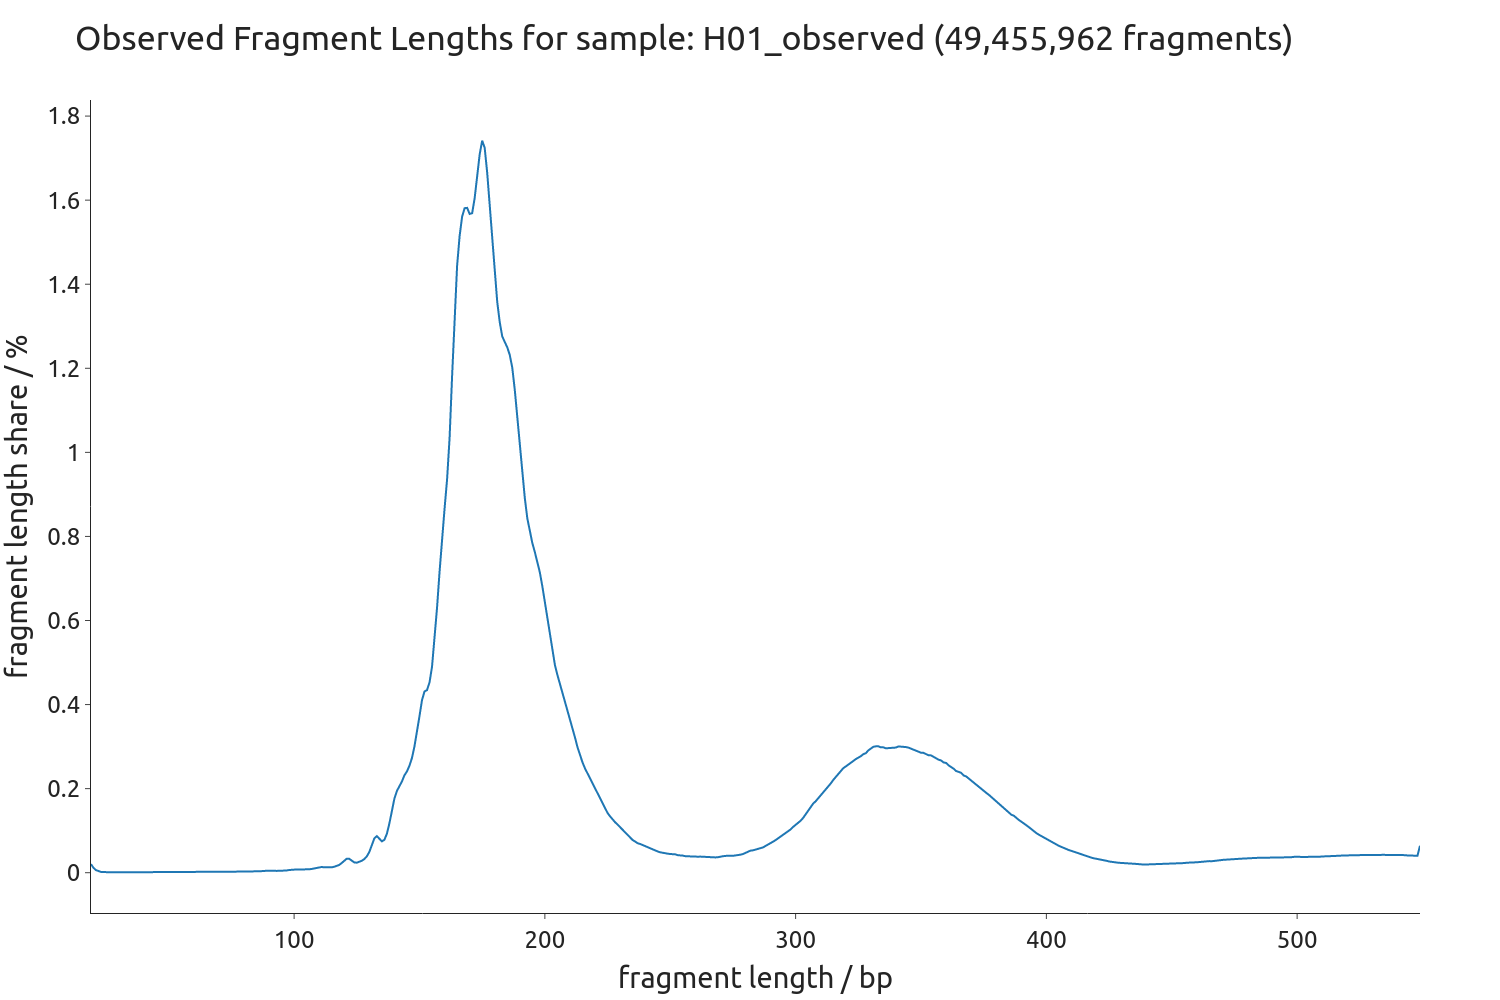 Observed Fragment Lengths for sample: H01_observed (49,455,962 fragments)
fragment length share / %
1.8
1.6
1.4
1.2
1
0.8
0.6
0.4
0.2
0
100 200 300 400 500
fragment length / bp